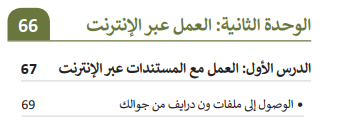 الوحدة الثانية: العمل عبر الإنترنت 66
الدرس الأول: العمل مع المستندات عبر الإنترنت 67
• الوصول إلى ملفات ون درايف من جوالك 69